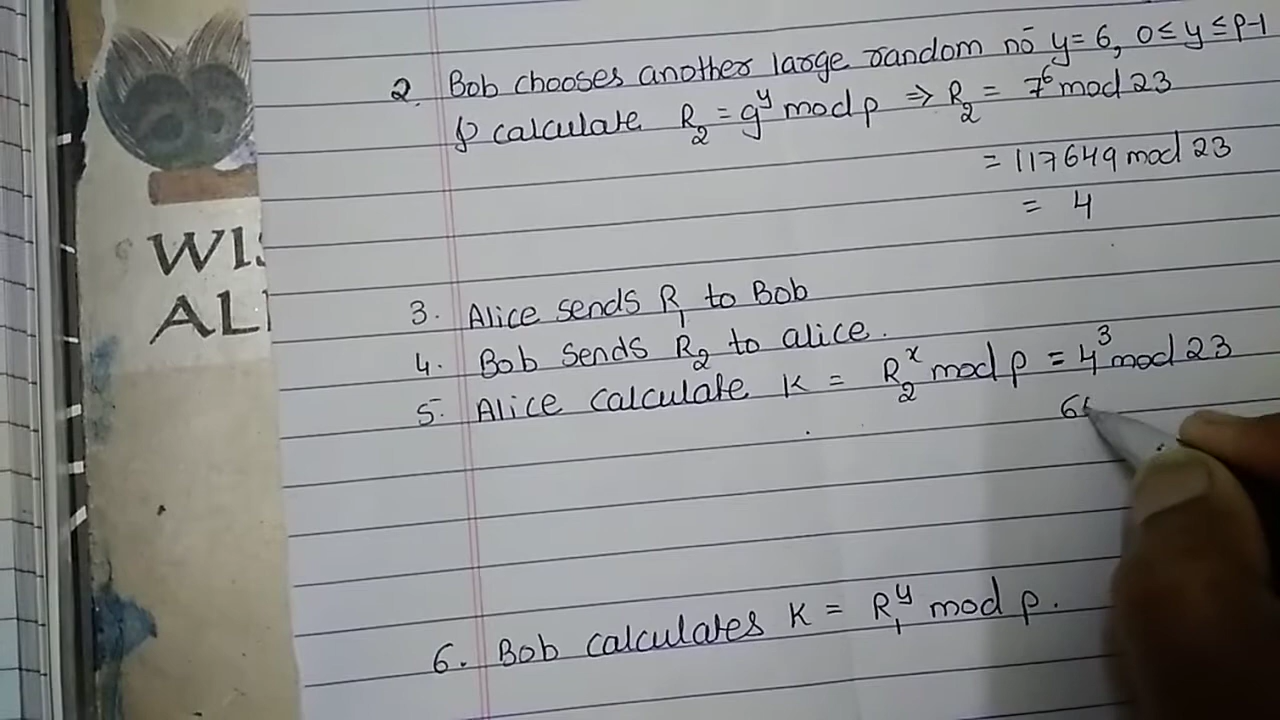 2. Bob chooses another large random nō y=6, 0≤y≤p-1
& calculate R₂ = g^y mod p ⇒ R₂ = 7^6 mod 23
= 117649 mod 23
= 4
3. Alice sends R₁ to Bob
4. Bob sends R₂ to alice.
5. Alice calculate K = R₂^x mod p = 4^3 mod 23
6. Bob calculates K = R₁^y mod p.
WIS
AL